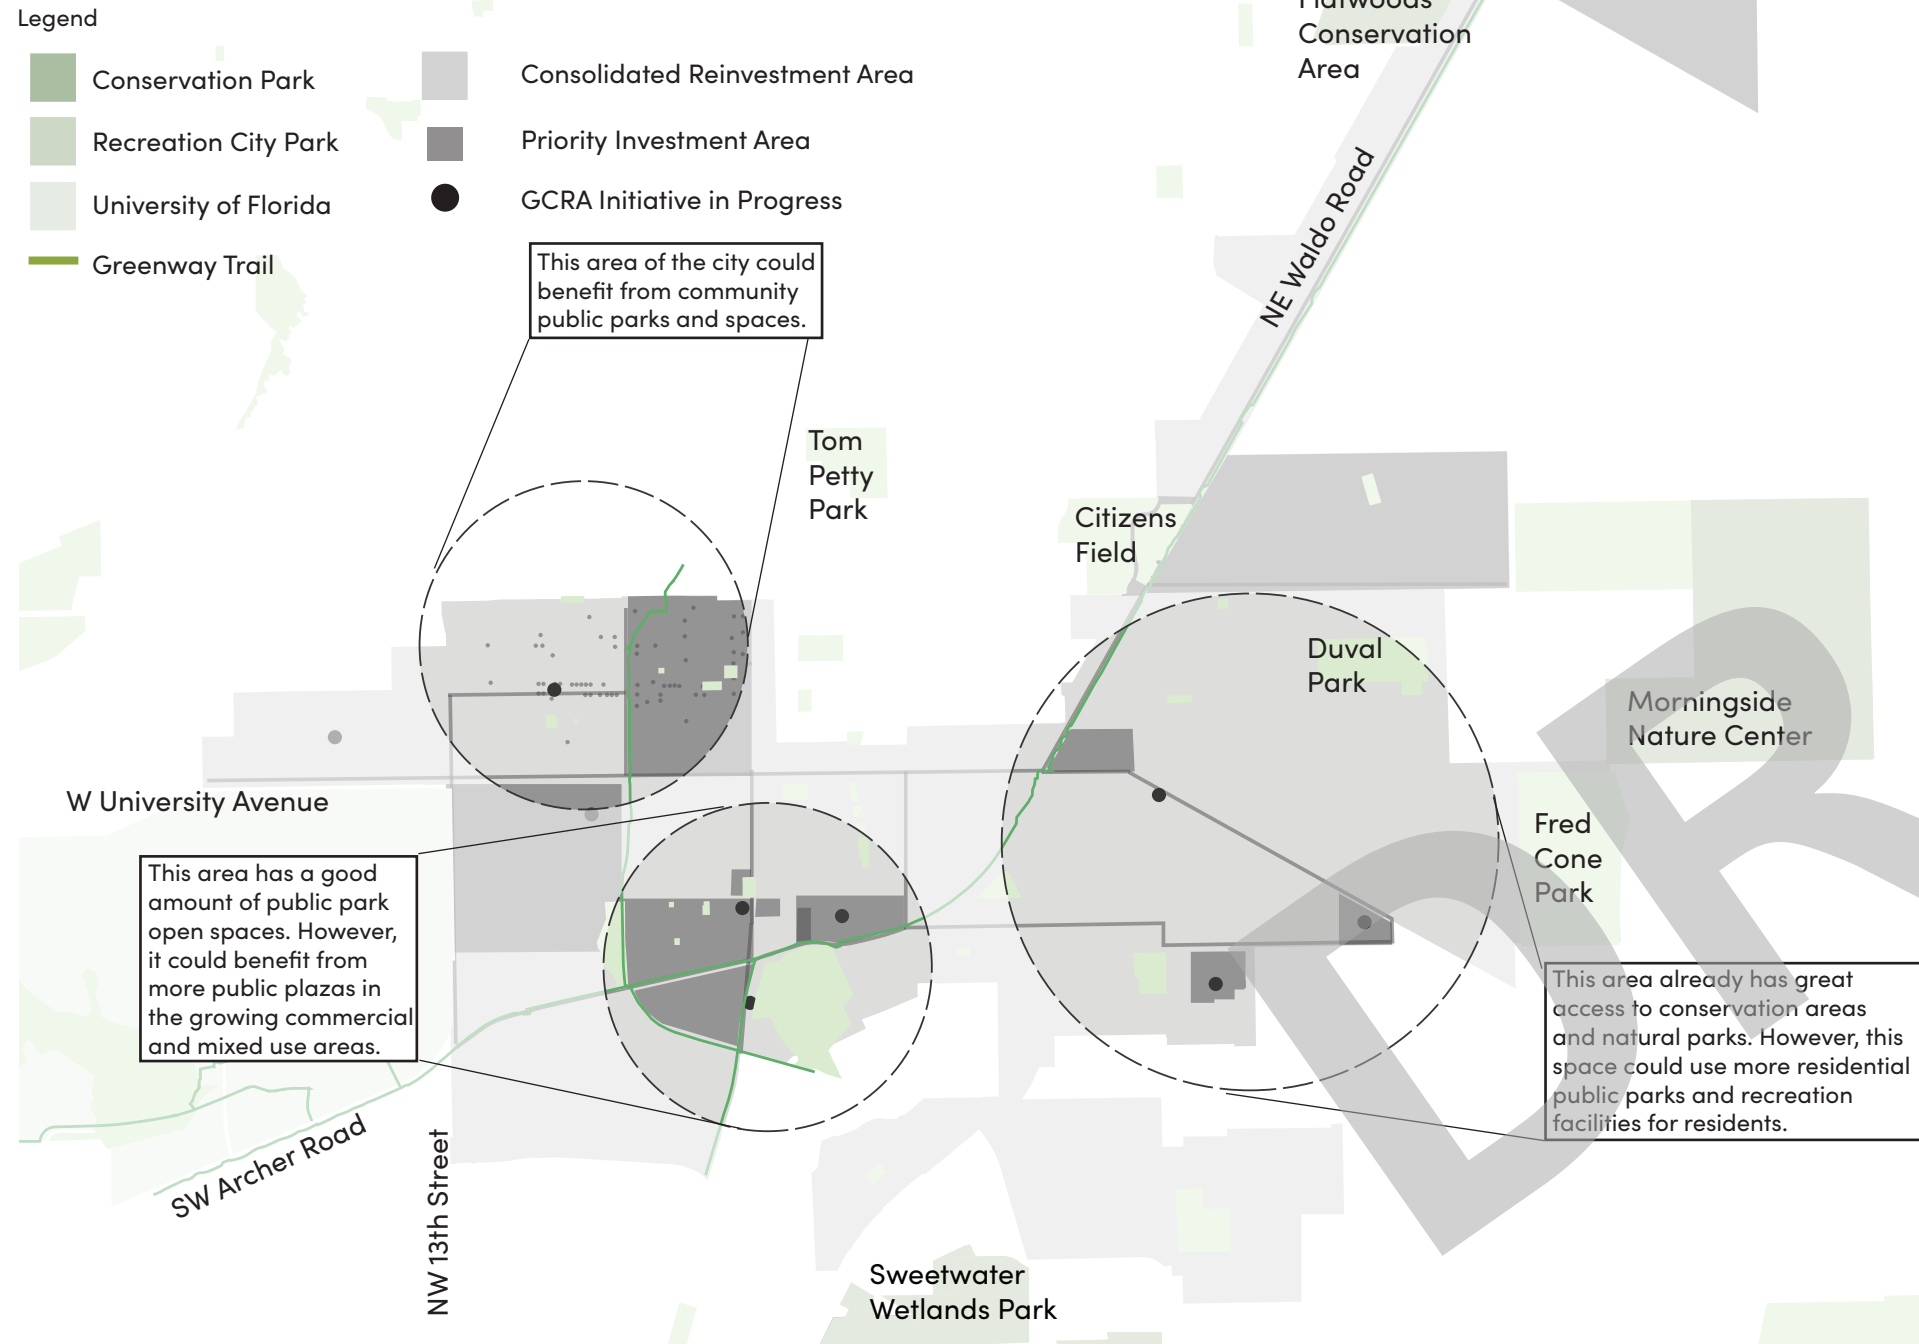 Legend
Conservation Park
Recreation City Park
University of Florida
Greenway Trail
Consolidated Reinvestment Area
Priority Investment Area
GCRA Initiative in Progress
Flatwoods
Conservation
Area
NE Waldo Road
This area of the city could
benefit from community
public parks and spaces.
Tom
Petty
Park
Citizens
Field
Duval
Park
Morningside
Nature Center
W University Avenue
Fred
Cone
Park
This area has a good
amount of public park
open spaces. However,
it could benefit from
more public plazas in
the growing commercial
and mixed use areas.
This area already has great
access to conservation areas
and natural parks. However, this
space could use more residential
public parks and recreation
facilities for residents.
SW Archer Road
NW 13th Street
Sweetwater
Wetlands Park
DR